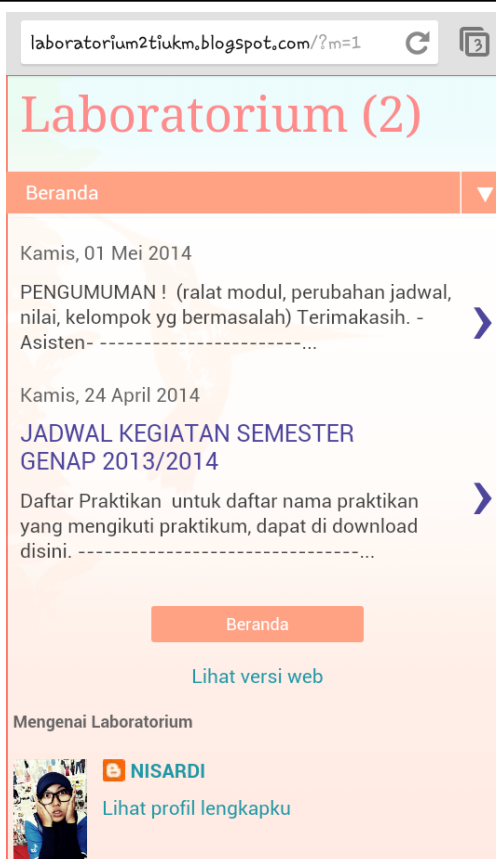 laboratorium2tiukm.blogspot.com/?m=1
3
Laboratorium (2)
Beranda
Kamis, 01 Mei 2014
PENGUMUMAN ! (ralat modul, perubahan jadwal,
nilai, kelompok yg bermasalah) Terimakasih. -
Asisten- -----------------------...
Kamis, 24 April 2014
JADWAL KEGIATAN SEMESTER
GENAP 2013/2014
Daftar Praktikan untuk daftar nama praktikan
yang mengikuti praktikum, dapat di download
disini. --------------------------------...
Beranda
Lihat versi web
Mengenai Laboratorium
NISARDI
Lihat profil lengkapku